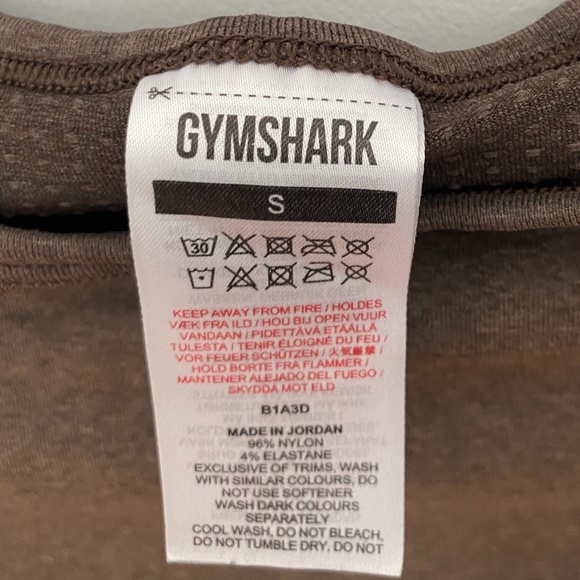 GYMSHARK
S
30
KEEP AWAY FROM FIRE / HOLDES
VÆK FRA ILD / HOU BIJ OPEN VUUR
VANDAAN / PIDETTÄVÄ ETÄÄLLÄ
TULESTA / TENIR ÉLOIGNÉ DU FEU /
VOR FEUER SCHÜTZEN / 火気厳禁 /
HOLD BORTE FRA FLAMMER /
MANTENER ALEJADO DEL FUEGO /
SKYDDA MOT ELD
B1A3D
MADE IN JORDAN
96% NYLON
4% ELASTANE
EXCLUSIVE OF TRIMS, WASH
WITH SIMILAR COLOURS, DO
NOT USE SOFTENER
WASH DARK COLOURS
SEPARATELY
COOL WASH, DO NOT BLEACH,
DO NOT TUMBLE DRY, DO NOT